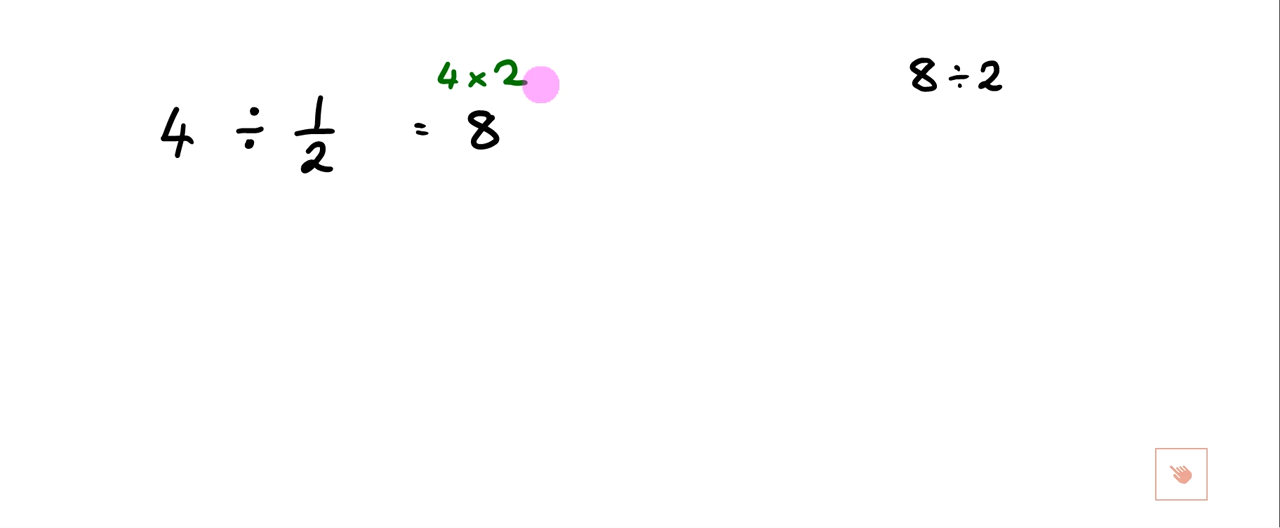 4 × 2
4 ÷ 1/2 = 8
8 ÷ 2